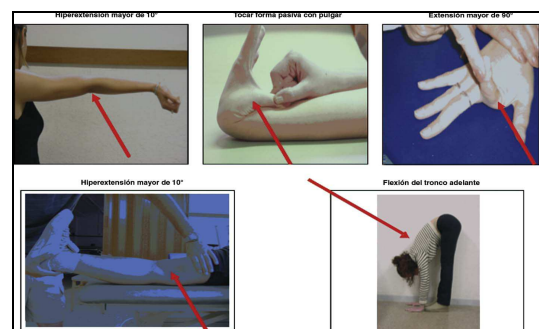 Hiperextensión mayor de 10°
Tocar forma pasiva con pulgar
Extensión mayor de 90°
Hiperextensión mayor de 10°
Flexión del tronco adelante